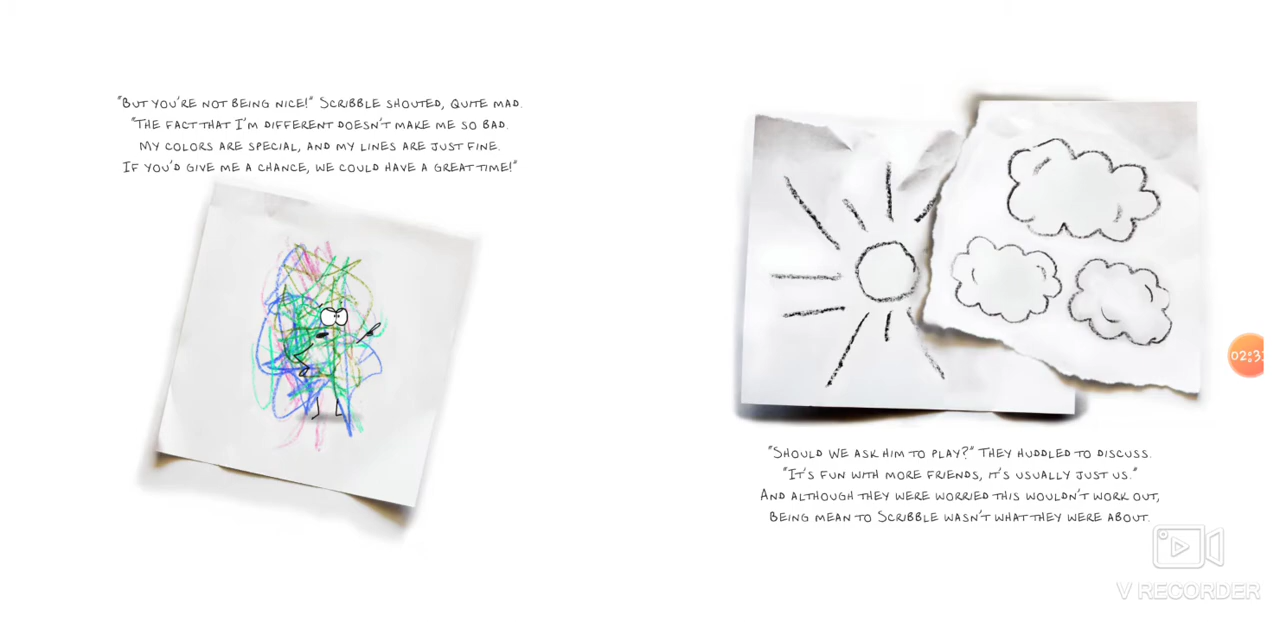 "But you're not being nice!" Scribble shouted, quite mad.
"The fact that I'm different doesn't make me so bad.
My colors are special, and my lines are just fine.
If you'd give me a chance, we could have a great time!"
"Should we ask him to play?" They huddled to discuss.
"It's fun with more friends, it's usually just us."
And although they were worried this wouldn't work out,
being mean to Scribble wasn't what they were about.
V RECORDER